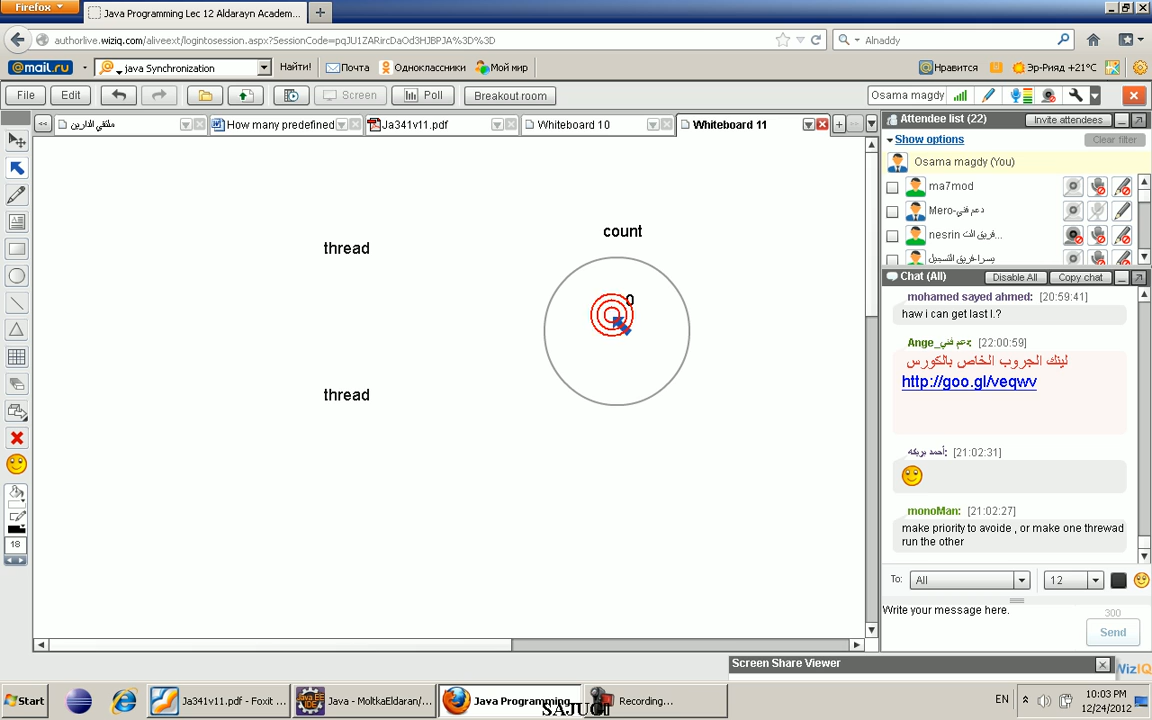 Firefox
Java Programming Lec 12 Aldarayn Academ...
authorlive.wiziq.com/aliveext/logintosession.aspx?SessionCode=pqJU1ZARircDaOd3HJBPJA%3D%3D
Alnaddy
@mail.ru
java Synchronization
Найти!
Почта
Одноклассники
Мой мир
Нравится
Эр-Рияд +21°C
File
Edit
Screen
Poll
Breakout room
Osama magdy
ملتقي الدارين
How many predefined
Ja341v11.pdf
Whiteboard 10
Whiteboard 11
Attendee list (22)
Invite attendees
Show options
Clear filter
Osama magdy (You)
ma7mod
Mero-دعم فني
nesrin فريق الت...
يسرا-فريق التسجيل
thread
count
0
thread
Chat (All)
Disable All
Copy chat
mohamed sayed ahmed: [20:59:41]
haw i can get last l.?
Ange_دعم فني: [22:00:59]
لينك الجروب الخاص بالكورس
http://goo.gl/veqwv
أحمد بريكه: [21:02:31]
monoMan: [21:02:27]
make priority to avoide , or make one threwad
run the other
To:
All
12
Write your message here.
300
Send
18
Screen Share Viewer
WizIQ
Start
Ja341v11.pdf - Foxit ...
Java - MoltkaEldaran/...
Java Programming
Recording...
EN
10:03 PM
12/24/2012